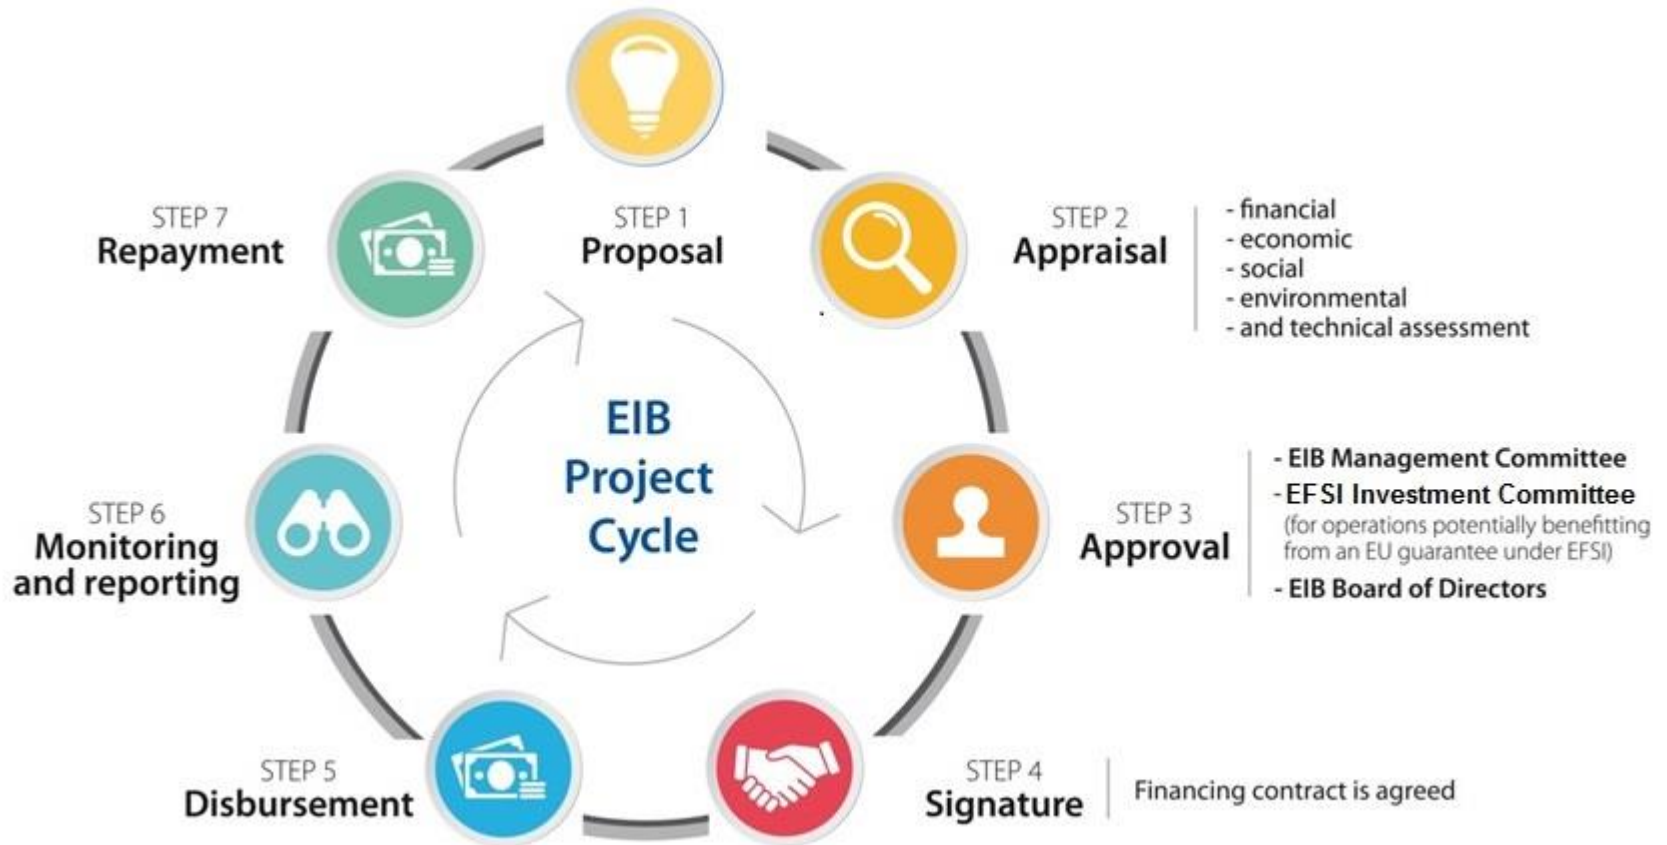 STEP 1
Proposal
STEP 2
Appraisal
- financial
- economic
- social
- environmental
- and technical assessment
STEP 3
Approval
- EIB Management Committee
- EFSI Investment Committee
(for operations potentially benefitting
from an EU guarantee under EFSI)
- EIB Board of Directors
STEP 4
Signature
Financing contract is agreed
STEP 5
Disbursement
STEP 6
Monitoring
and reporting
STEP 7
Repayment
EIB
Project
Cycle